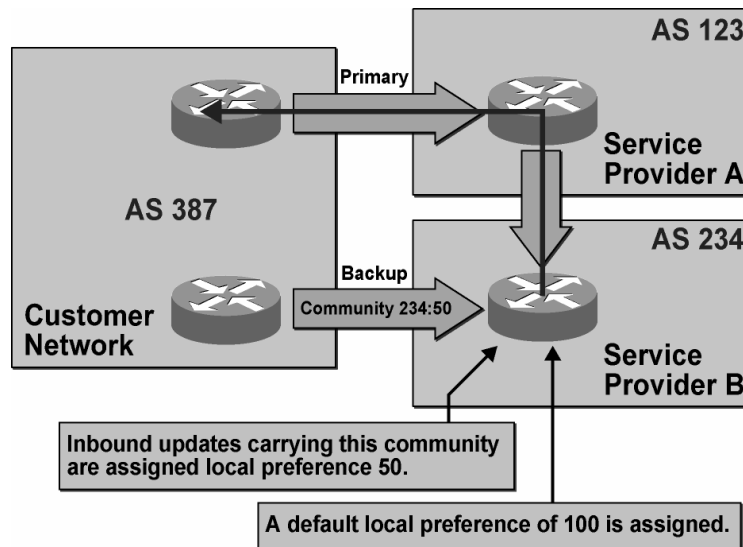 AS 123
Primary
Service
Provider A
AS 387
AS 234
Backup
Community 234:50
Customer
Network
Service
Provider B
Inbound updates carrying this community
are assigned local preference 50.
A default local preference of 100 is assigned.